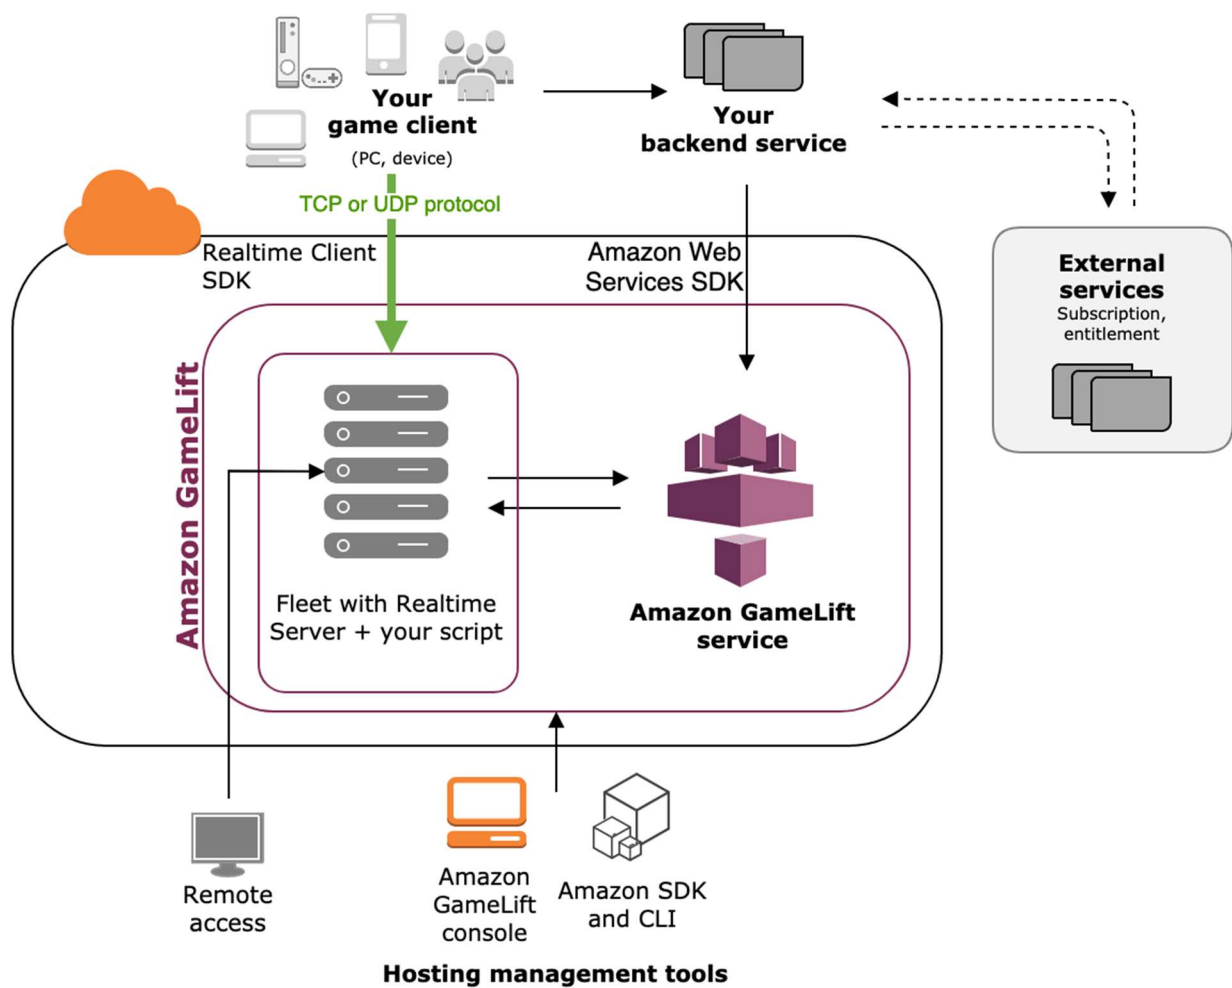 Your
game client
(PC, device)
Your
backend service
TCP or UDP protocol
Realtime Client
SDK
Amazon Web
Services SDK
External
services
Subscription,
entitlement
Amazon GameLift
Fleet with Realtime
Server + your script
Amazon GameLift
service
Remote
access
Amazon
GameLift
console
Amazon SDK
and CLI
Hosting management tools